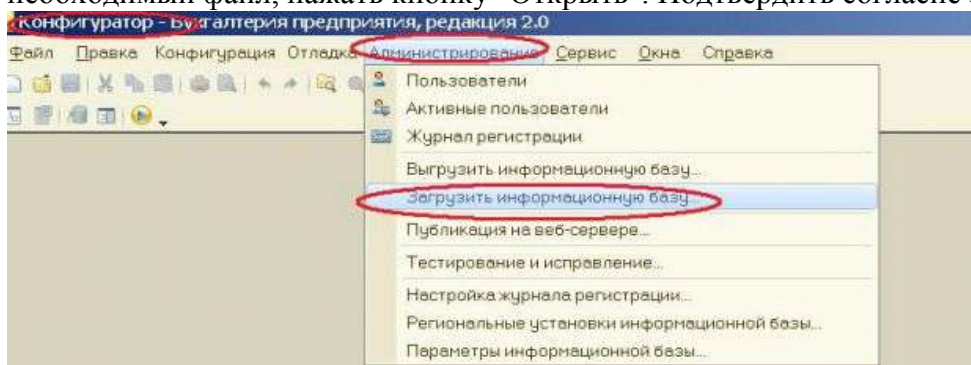 необходимый файл, нажать кнопку "Открыть". Подтвердить согласие
Конфигуратор - Бухгалтерия предприятия, редакция 2.0
Файл Правка Конфигурация Отладка Администрирование Сервис Окна Справка
Пользователи
Активные пользователи
Журнал регистрации
Выгрузить информационную базу...
Загрузить информационную базу...
Публикация на веб-сервере...
Тестирование и исправление...
Настройка журнала регистрации...
Региональные установки информационной базы...
Параметры информационной базы...